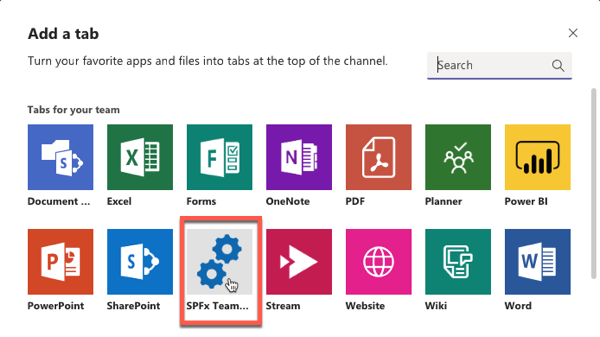 Add a tab
Turn your favorite apps and files into tabs at the top of the channel.
Search
Tabs for your team
Document ... Excel Forms OneNote PDF Planner Power BI
PowerPoint SharePoint SPFx Team... Stream Website Wiki Word